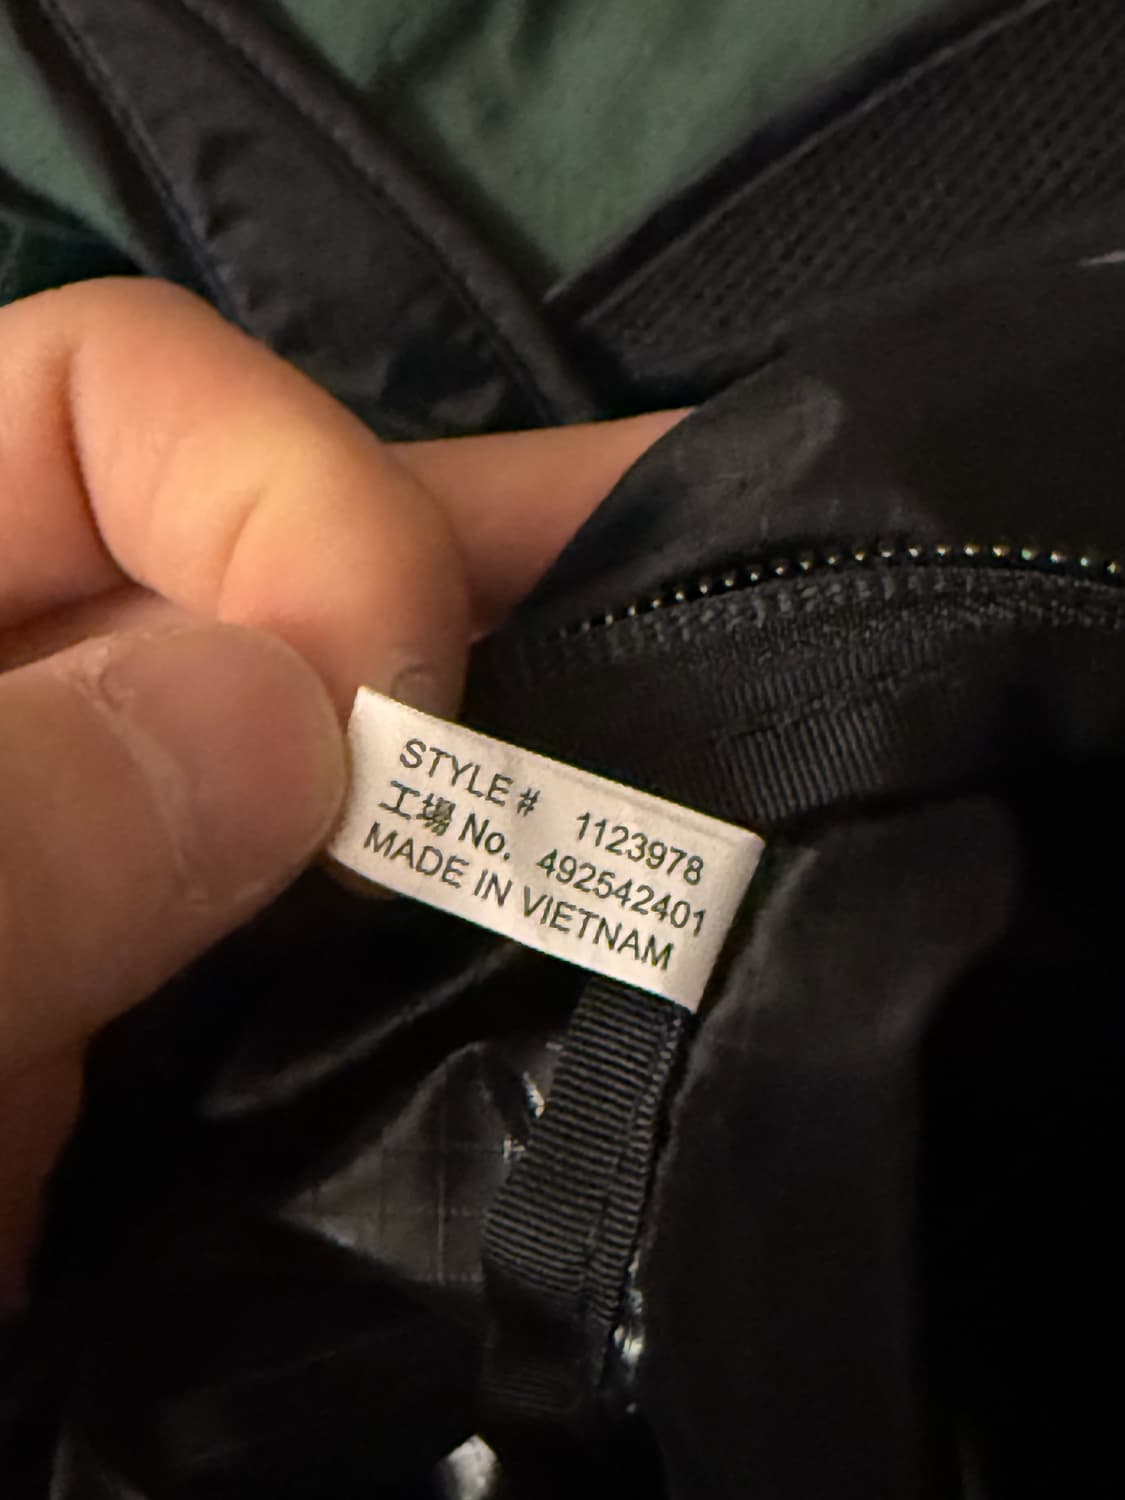 STYLE # 1123978
工場 No. 492542401
MADE IN VIETNAM